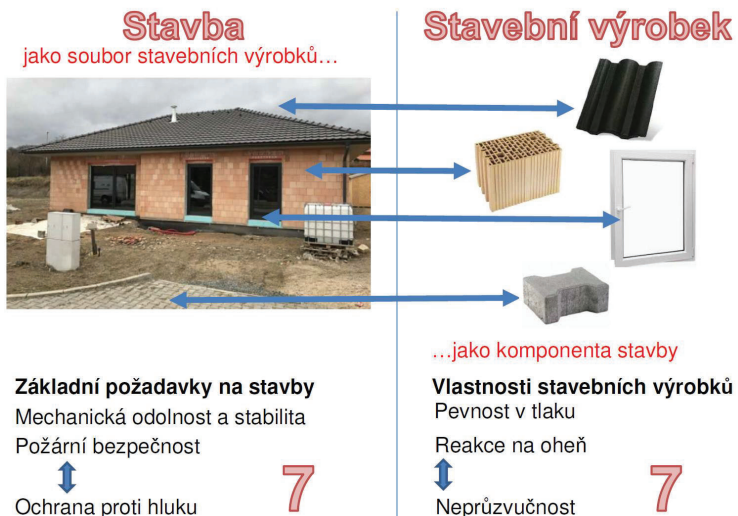 Stavba
jako soubor stavebních výrobků…
Základní požadavky na stavby
Mechanická odolnost a stabilita
Požární bezpečnost
Ochrana proti hluku
7
Stavební výrobek
…jako komponenta stavby
Vlastnosti stavebních výrobků
Pevnost v tlaku
Reakce na oheň
Neprůzvučnost
7